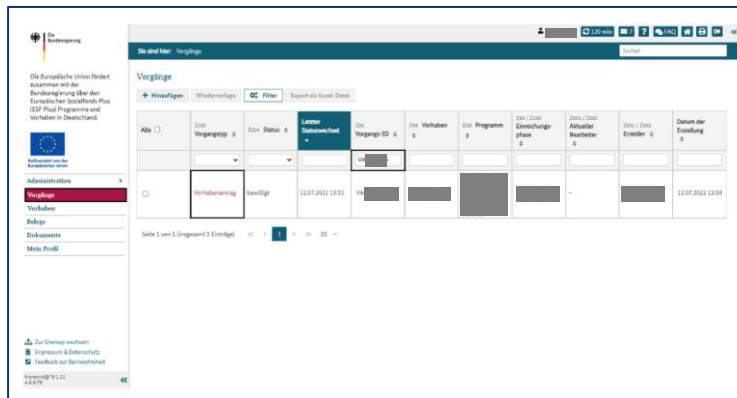 Die
Bundesregierung
120 min
7
?
FAQ
Sie sind hier: Vorgänge
Suchen
Die Europäische Union fördert
zusammen mit der
Bundesregierung über den
Europäischen Sozialfonds Plus
(ESF Plus) Programme und
Vorhaben in Deutschland.
Kofinanziert von der
Europäischen Union
Administration
Vorgänge
Vorhaben
Belege
Dokumente
Mein Profil
Zur Sitemap wechseln
Impressum & Datenschutz
Feedback zur Barrierefreiheit
Vorgänge
+ Hinzufügen Wiedervorlage Filter Export als Excel-Datei
Alle
Vorgangstyp
Status
Letzter
Statuswechsel
Vorgangs-ID
Vorhaben
Programm
Einreichungs-
phase
Aktueller
Bearbeiter
Ersteller
Datum der
Erstellung
VA
Vorhabenantrag bewilligt 12.07.2022 13:51 VA - 12.07.2022 12:59
Seite 1 von 1 (insgesamt 1 Einträge) « ‹ 1 › » 10